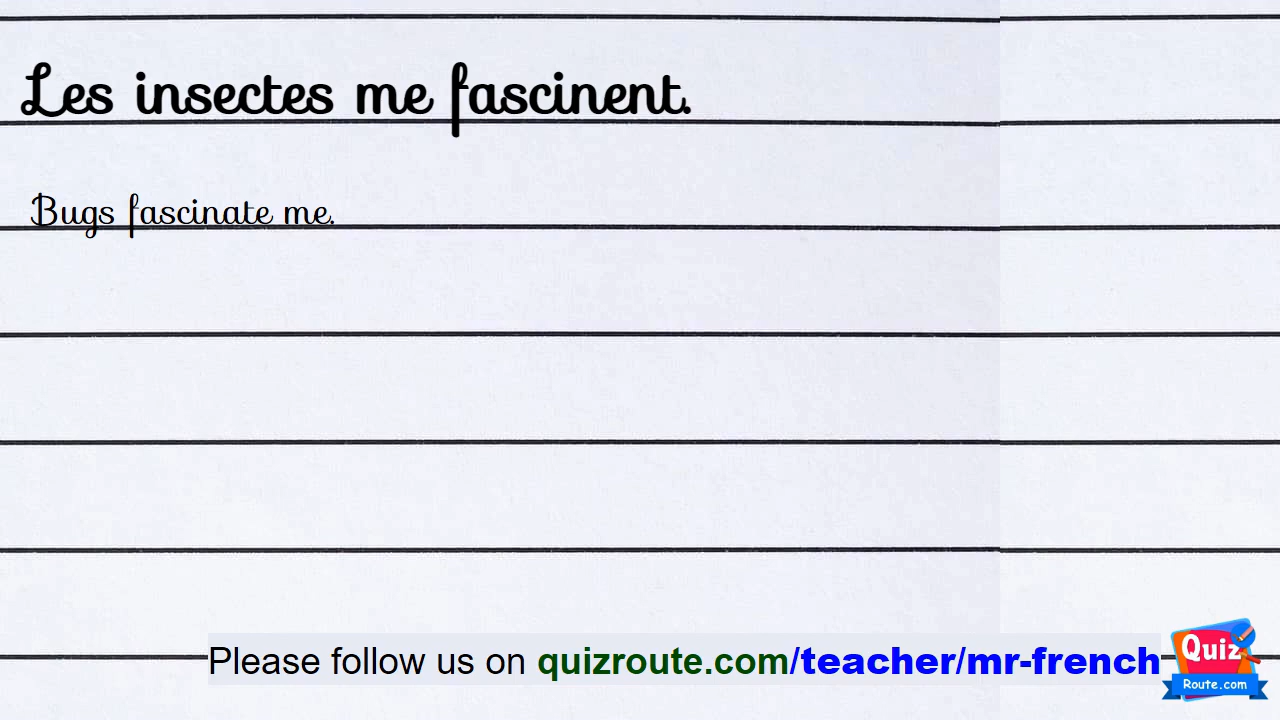 Les insectes me fascinent.
Bugs fascinate me.
Please follow us on quizroute.com/teacher/mr-french
Quiz
Route.com